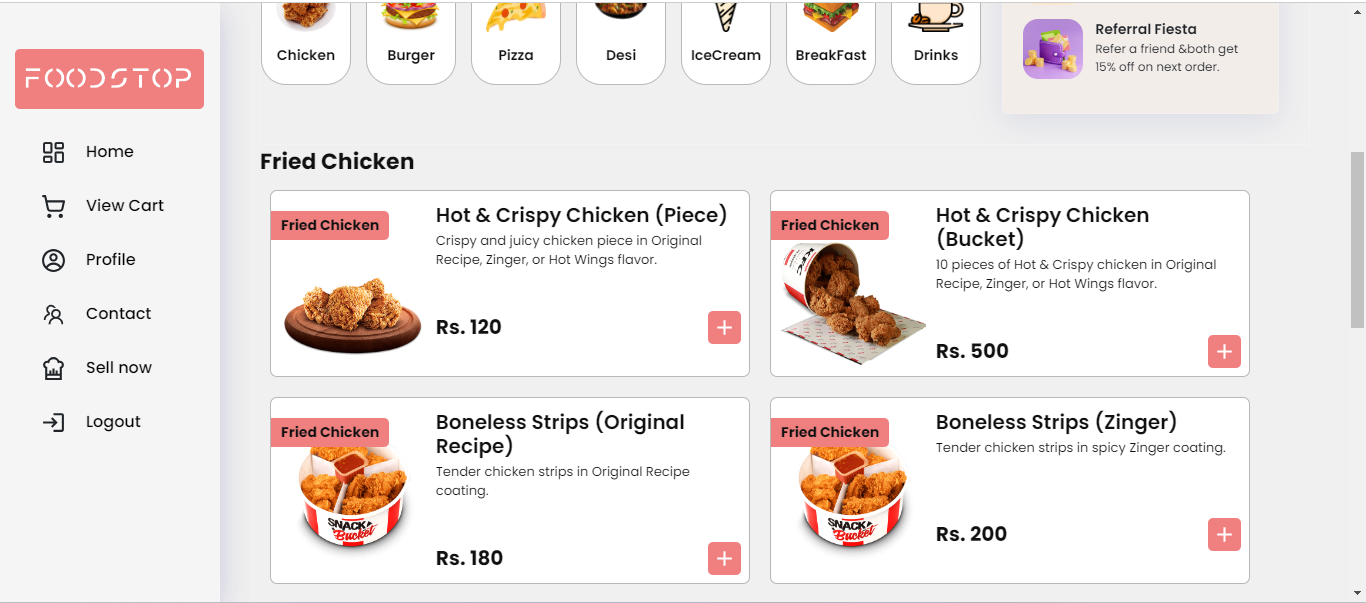 FOODSTOP
Home
View Cart
Profile
Contact
Sell now
Logout
Chicken
Burger
Pizza
Desi
IceCream
BreakFast
Drinks
Referral Fiesta
Refer a friend &both get
15% off on next order.
Fried Chicken
Fried Chicken
Hot & Crispy Chicken (Piece)
Crispy and juicy chicken piece in Original
Recipe, Zinger, or Hot Wings flavor.
Rs. 120
Fried Chicken
KFC
Hot & Crispy Chicken
(Bucket)
10 pieces of Hot & Crispy chicken in Original
Recipe, Zinger, or Hot Wings flavor.
Rs. 500
Fried Chicken
SNACK
Bucket
Boneless Strips (Original
Recipe)
Tender chicken strips in Original Recipe
coating.
Rs. 180
Fried Chicken
SNACK
Bucket
Boneless Strips (Zinger)
Tender chicken strips in spicy Zinger coating.
Rs. 200